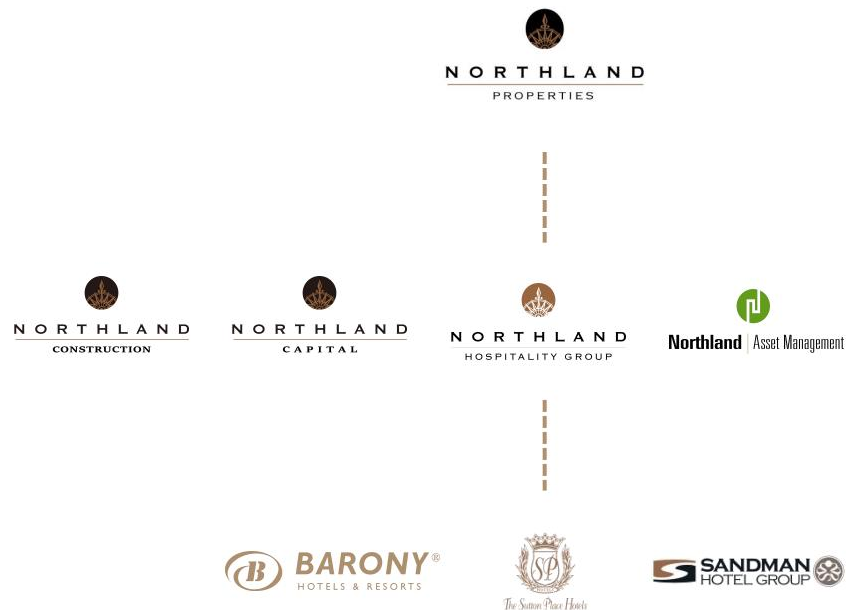 NORTHLAND
PROPERTIES
NORTHLAND
CONSTRUCTION
NORTHLAND
CAPITAL
NORTHLAND
HOSPITALITY GROUP
Northland | Asset Management
B BARONY®
HOTELS & RESORTS
SP
The Sutton Place Hotels
S SANDMAN
HOTEL GROUP